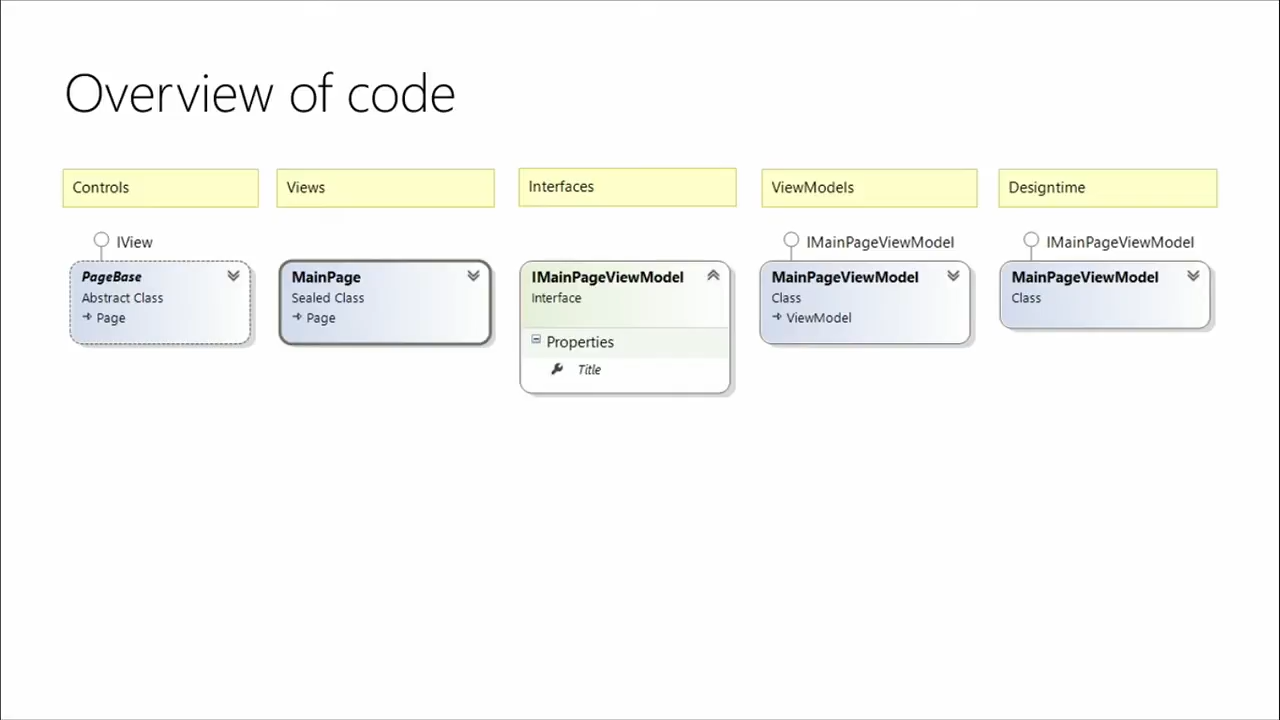 Overview of code
Controls
Views
Interfaces
ViewModels
Designtime
IView
IMainPageViewModel
IMainPageViewModel
PageBase
Abstract Class
Page
MainPage
Sealed Class
Page
IMainPageViewModel
Interface
Properties
Title
MainPageViewModel
Class
ViewModel
MainPageViewModel
Class